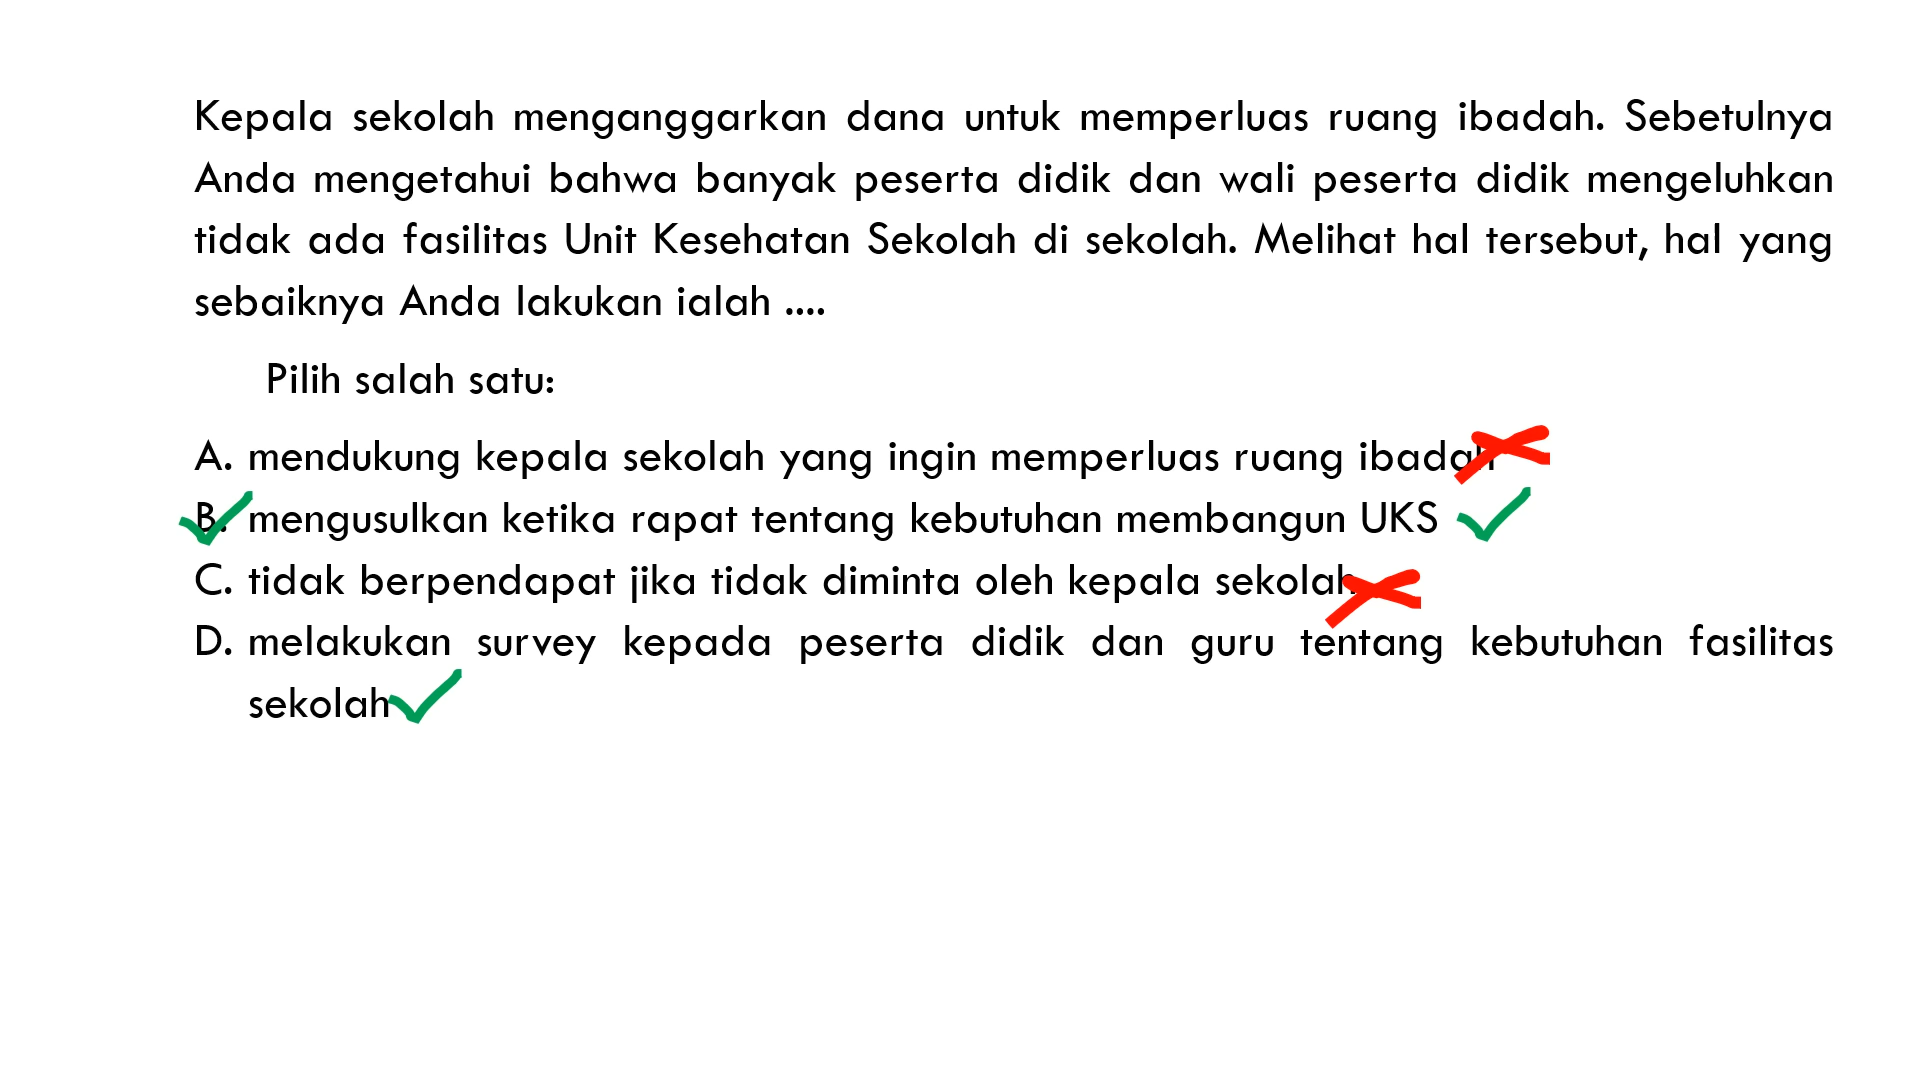 Kepala sekolah menganggarkan dana untuk memperluas ruang ibadah. Sebetulnya
Anda mengetahui bahwa banyak peserta didik dan wali peserta didik mengeluhkan
tidak ada fasilitas Unit Kesehatan Sekolah di sekolah. Melihat hal tersebut, hal yang
sebaiknya Anda lakukan ialah ....
Pilih salah satu:
A. mendukung kepala sekolah yang ingin memperluas ruang ibadah
B. mengusulkan ketika rapat tentang kebutuhan membangun UKS
C. tidak berpendapat jika tidak diminta oleh kepala sekolah
D. melakukan survey kepada peserta didik dan guru tentang kebutuhan fasilitas
sekolah